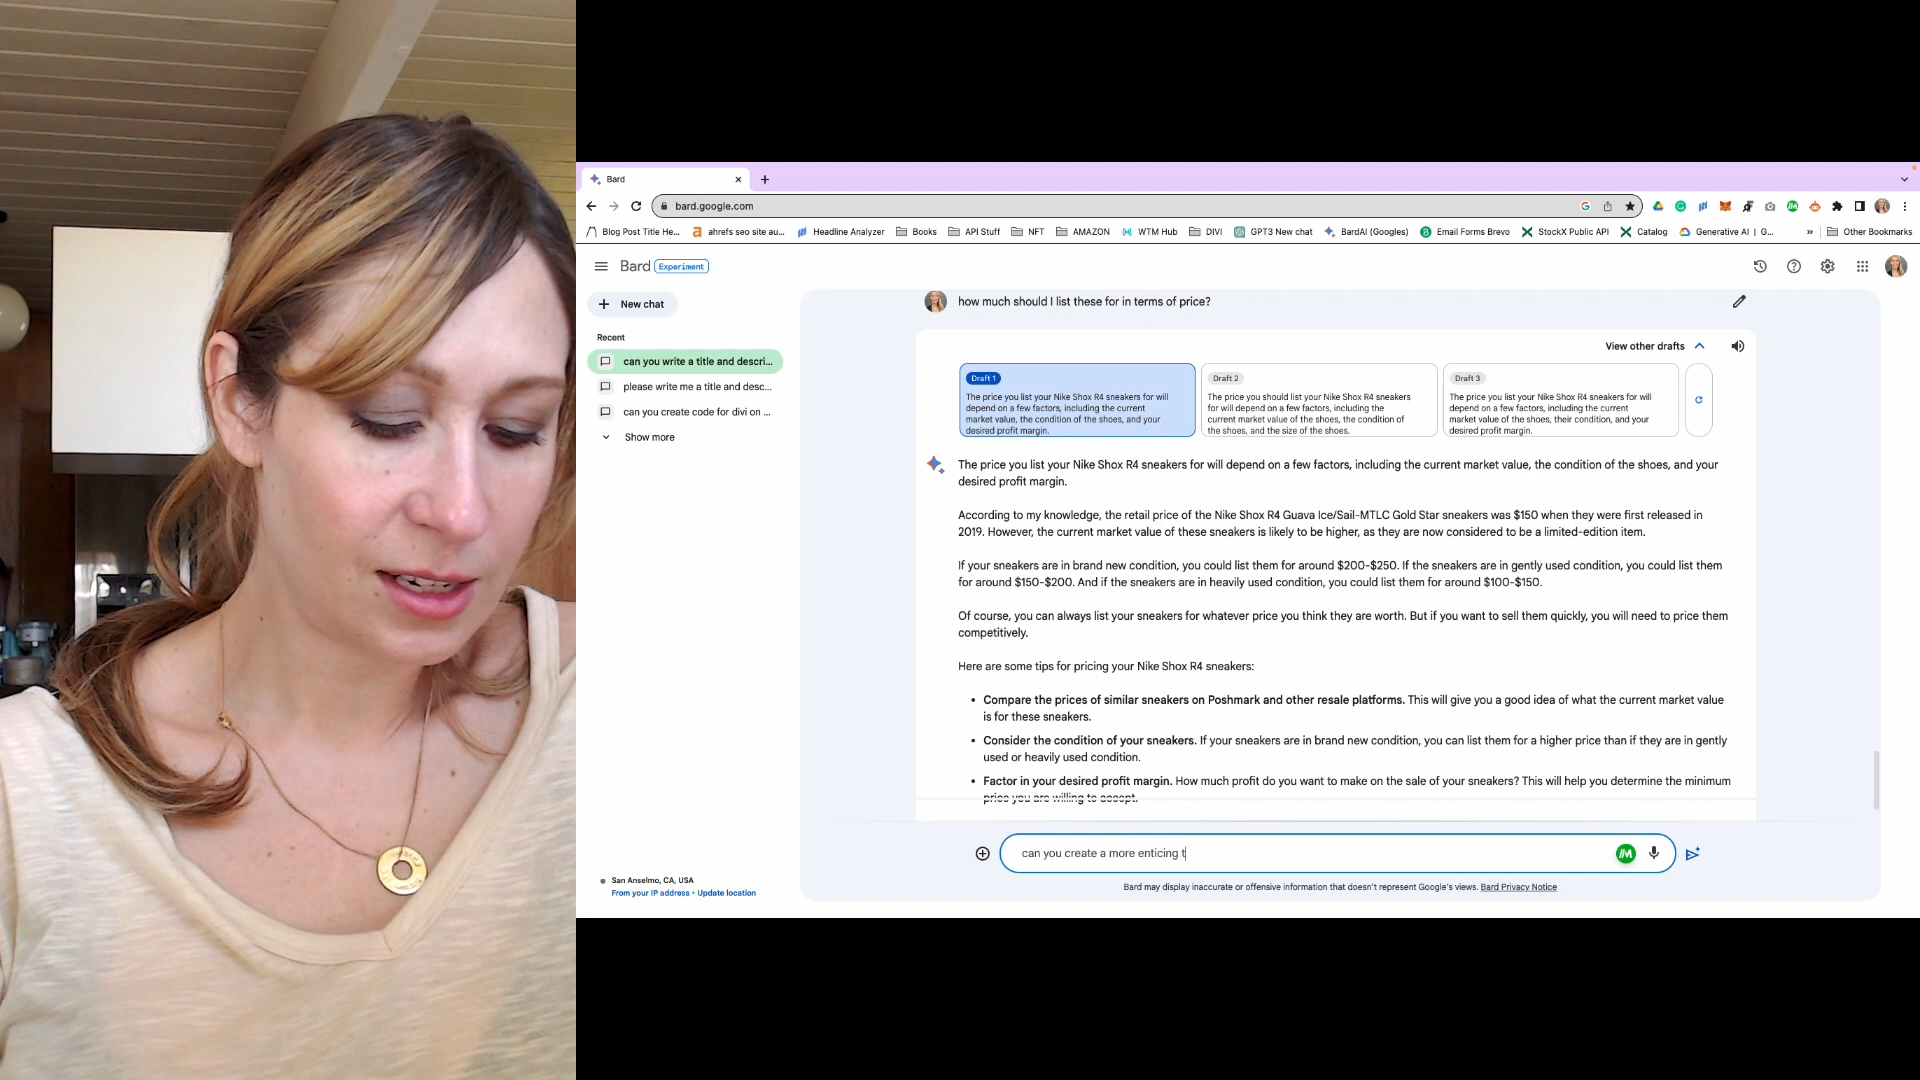 Bard
bard.google.com
Blog Post Title He...
ahrefs seo site au...
Headline Analyzer
Books
API Stuff
NFT
AMAZON
WTM Hub
DIVI
GPT3 New chat
BardAI (Googles)
Email Forms Brevo
StockX Public API
Catalog
Generative AI | G...
»
Other Bookmarks
Bard Experiment
New chat
Recent
can you write a title and descri...
please write me a title and desc...
can you create code for divi on ...
Show more
San Anselmo, CA, USA
From your IP address • Update location
how much should I list these for in terms of price?
View other drafts
Draft 1
The price you list your Nike Shox R4 sneakers for will
depend on a few factors, including the current
market value, the condition of the shoes, and your
desired profit margin.
Draft 2
The price you should list your Nike Shox R4 sneakers
for will depend on a few factors, including the
current market value of the shoes, the condition of
the shoes, and the size of the shoes.
Draft 3
The price you list your Nike Shox R4 sneakers for will
depend on a few factors, including the current
market value of the shoes, their condition, and your
desired profit margin.
The price you list your Nike Shox R4 sneakers for will depend on a few factors, including the current market value, the condition of the shoes, and your
desired profit margin.
According to my knowledge, the retail price of the Nike Shox R4 Guava Ice/Sail-MTLC Gold Star sneakers was $150 when they were first released in
2019. However, the current market value of these sneakers is likely to be higher, as they are now considered to be a limited-edition item.
If your sneakers are in brand new condition, you could list them for around $200-$250. If the sneakers are in gently used condition, you could list them
for around $150-$200. And if the sneakers are in heavily used condition, you could list them for around $100-$150.
Of course, you can always list your sneakers for whatever price you think they are worth. But if you want to sell them quickly, you will need to price them
competitively.
Here are some tips for pricing your Nike Shox R4 sneakers:
• Compare the prices of similar sneakers on Poshmark and other resale platforms. This will give you a good idea of what the current market value
is for these sneakers.
• Consider the condition of your sneakers. If your sneakers are in brand new condition, you can list them for a higher price than if they are in gently
used or heavily used condition.
• Factor in your desired profit margin. How much profit do you want to make on the sale of your sneakers? This will help you determine the minimum
price you are willing to accept.
can you create a more enticing t
Bard may display inaccurate or offensive information that doesn't represent Google's views. Bard Privacy Notice